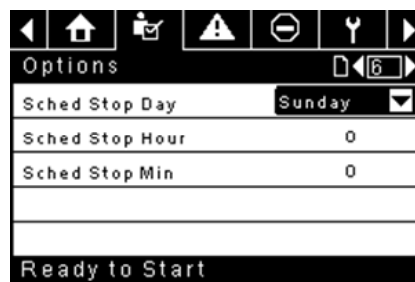 Options 6
Sched Stop Day Sunday
Sched Stop Hour 0
Sched Stop Min 0
Ready to Start